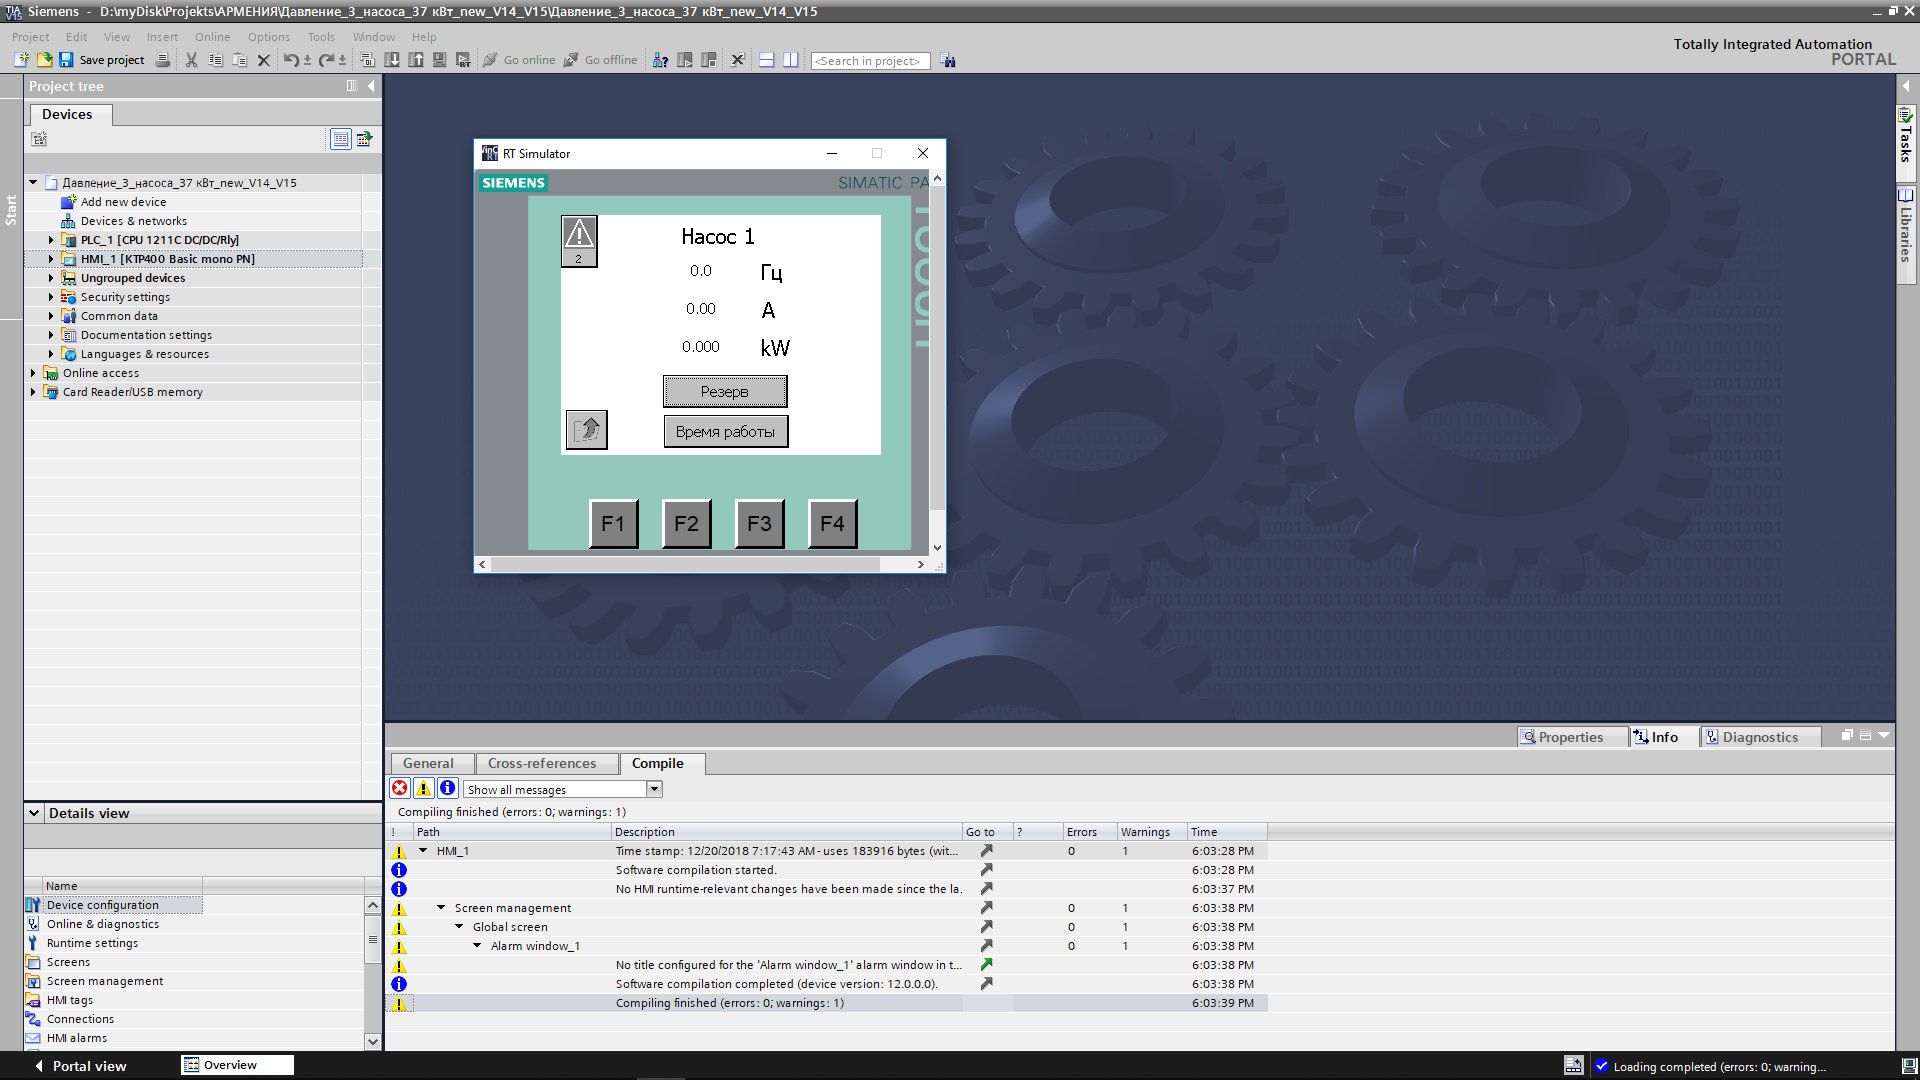 Siemens - D:\myDisk\Projekts\АРМЕНИЯ\Давление_3_насоса_37 кВт_new_V14_V15\Давление_3_насоса_37 кВт_new_V14_V15
Project Edit View Insert Online Options Tools Window Help
Totally Integrated Automation
PORTAL
Save project
Go online
Go offline
<Search in project>
Project tree
Devices
Start
Давление_3_насоса_37 кВт_new_V14_V15
Add new device
Devices & networks
PLC_1 [CPU 1211C DC/DC/Rly]
HMI_1 [KTP400 Basic mono PN]
Ungrouped devices
Security settings
Common data
Documentation settings
Languages & resources
Online access
Card Reader/USB memory
RT Simulator
SIEMENS
SIMATIC PA
2
Насос 1
0.0 Гц
0.00 А
0.000 kW
Резерв
Время работы
F1 F2 F3 F4
Tasks
Libraries
Properties
Info
Diagnostics
General
Cross-references
Compile
Show all messages
Compiling finished (errors: 0; warnings: 1)
! Path Description Go to ? Errors Warnings Time
HMI_1 Time stamp: 12/20/2018 7:17:43 AM - uses 183916 bytes (wit... 0 1 6:03:28 PM
Software compilation started. 6:03:28 PM
No HMI runtime-relevant changes have been made since the la. 6:03:37 PM
Screen management 0 1 6:03:38 PM
Global screen 0 1 6:03:38 PM
Alarm window_1 0 1 6:03:38 PM
No title configured for the 'Alarm window_1' alarm window in t... 6:03:38 PM
Software compilation completed (device version: 12.0.0.0). 6:03:38 PM
Compiling finished (errors: 0; warnings: 1) 6:03:39 PM
Details view
Name
Device configuration
Online & diagnostics
Runtime settings
Screens
Screen management
HMI tags
Connections
HMI alarms
Portal view
Overview
Loading completed (errors: 0; warning...